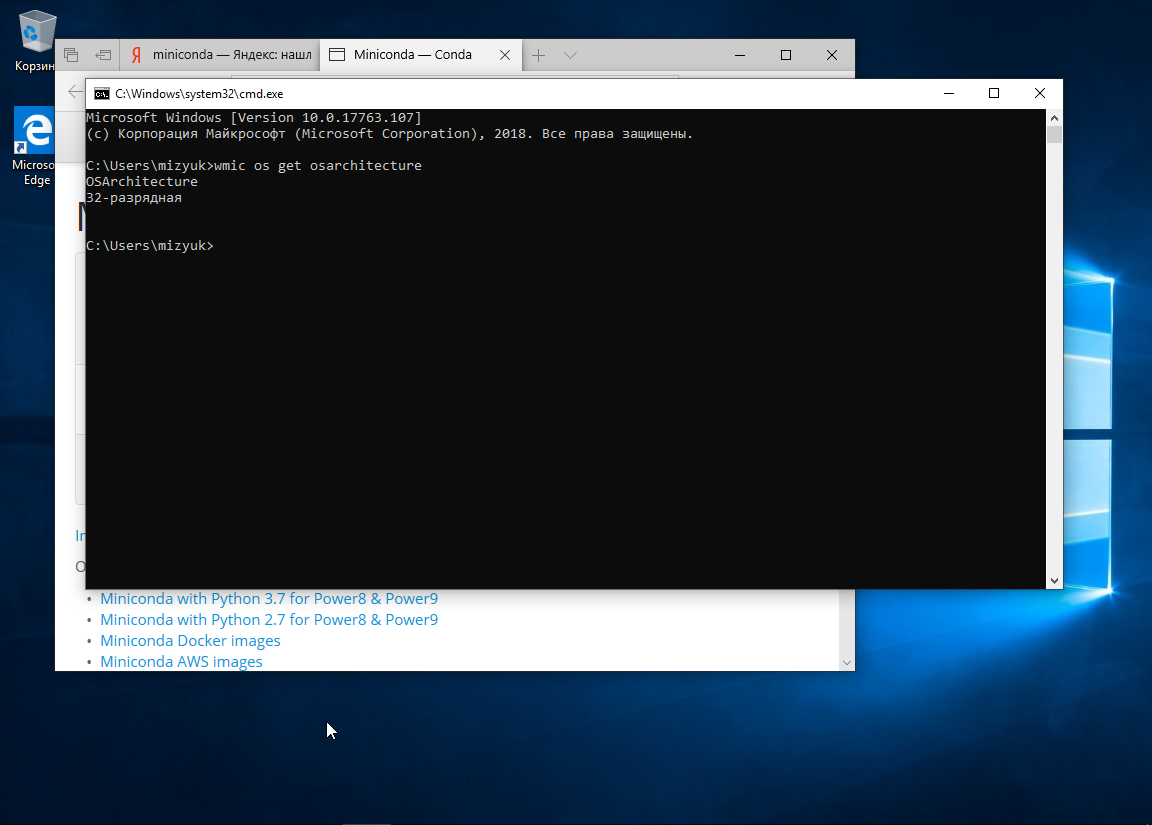 Корзин
miniconda — Яндекс: нашл
Miniconda — Conda
C:\Windows\system32\cmd.exe
Microsoft Windows [Version 10.0.17763.107]
(c) Корпорация Майкрософт (Microsoft Corporation), 2018. Все права защищены.
C:\Users\mizyuk>wmic os get osarchitecture
OSArchitecture
32-разрядная
C:\Users\mizyuk>
Microso
Edge
Miniconda with Python 3.7 for Power8 & Power9
Miniconda with Python 2.7 for Power8 & Power9
Miniconda Docker images
Miniconda AWS images